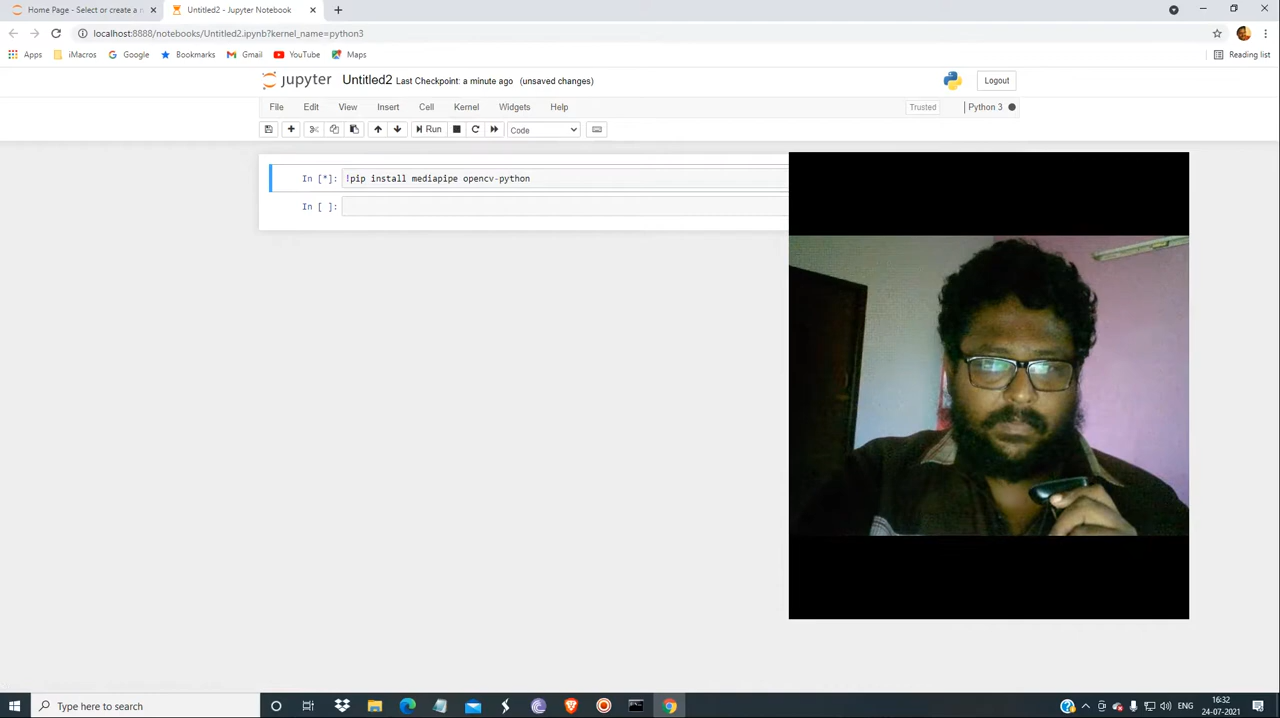 Home Page - Select or create a n
Untitled2 - Jupyter Notebook
localhost:8888/notebooks/Untitled2.ipynb?kernel_name=python3
Apps iMacros Google Bookmarks Gmail YouTube Maps Reading list
jupyter Untitled2 Last Checkpoint: a minute ago (unsaved changes) Logout
File Edit View Insert Cell Kernel Widgets Help Trusted Python 3
Run Code
In [*]: !pip install mediapipe opencv-python
In [ ]:
Type here to search
ENG
16:32
24-07-2021